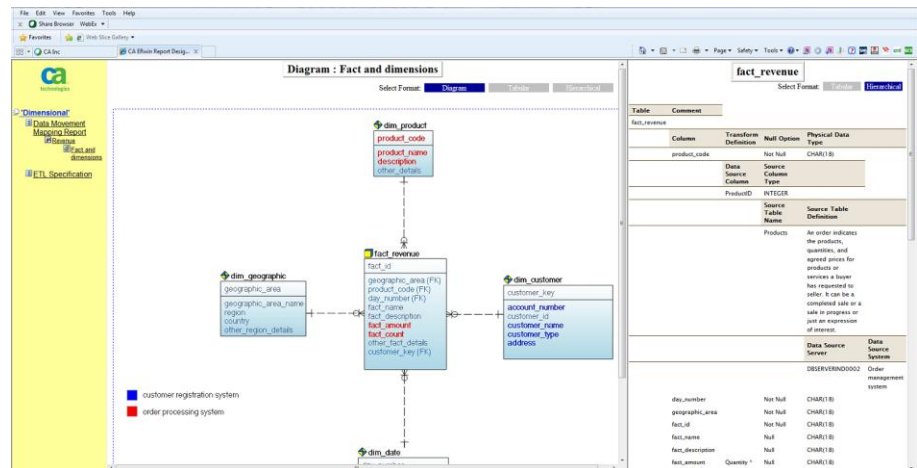 File Edit View Favorites Tools Help
x Share Browser WebEx
Favorites Web Slice Gallery
CA Inc CA ERwin Report Desig... x
Page Safety Tools
ca
technologies
"Dimensional"
Data Movement
Mapping Report
Revenue
Fact and
dimensions
ETL Specification
Diagram : Fact and dimensions
Select Format: Diagram Tabular Hierarchical
dim_product
product_code
product_name
description
other_details
fact_revenue
fact_id
geographic_area (FK)
product_code (FK)
day_number (FK)
fact_name
fact_description
fact_amount
fact_count
other_fact_details
customer_key (FK)
dim_geographic
geographic_area
geographic_area_name
region
country
other_region_details
dim_customer
customer_key
account_number
customer_id
customer_name
customer_type
address
customer registration system
order processing system
dim_date
fact_revenue
Select Format: Tabular Hierarchical
Table Comment
fact_revenue
Column Transform Definition Null Option Physical Data Type
product_code Not Null CHAR(18)
Data Source Column Source Column Type
ProductID INTEGER
Source Table Name Source Table Definition
Products An order indicates
the products,
quantities, and
agreed prices for
products or
services a buyer
has requested to
seller. It can be a
completed sale or a
sale in progress or
just an expression
of interest.
Data Source Server Data Source System
DBSERVERIND0002 Order management system
day_number Not Null CHAR(18)
geographic_area Not Null CHAR(18)
fact_id Not Null CHAR(18)
fact_name Null CHAR(18)
fact_description Null CHAR(18)
fact_amount Quantity * Null CHAR(18)